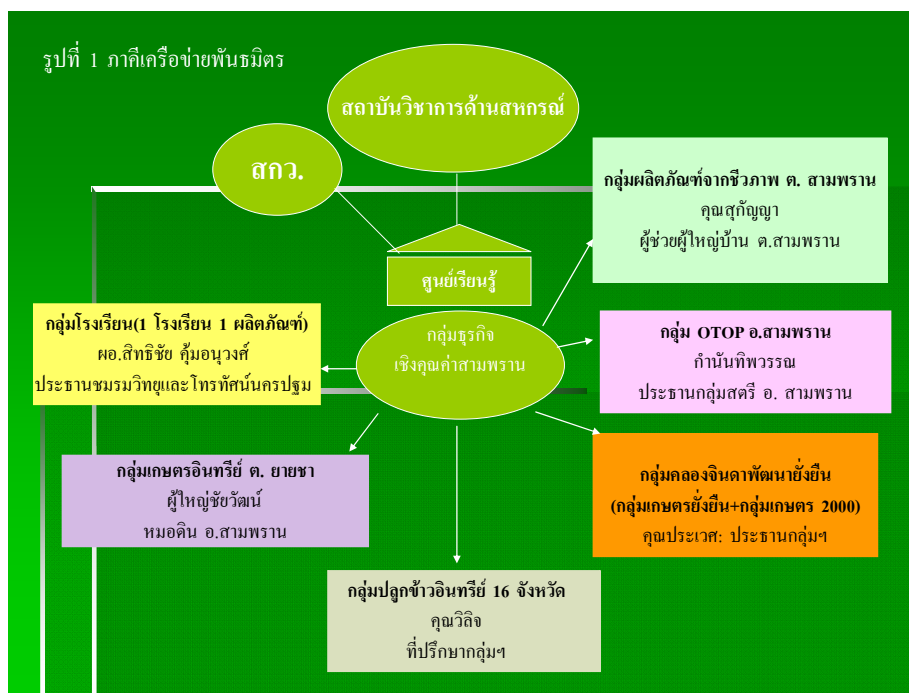 รูปที่ 1 ภาคีเครือข่ายพันธมิตร
สถาบันวิชาการด้านสหกรณ์
สกว.
กลุ่มผลิตภัณฑ์จากชีวภาพ ต. สามพราน
คุณสุกัญญา
ผู้ช่วยผู้ใหญ่บ้าน ต.สามพราน
ศูนย์เรียนรู้
กลุ่มธุรกิจ
เชิงคุณค่าสามพราน
กลุ่มโรงเรียน(1 โรงเรียน 1 ผลิตภัณฑ์)
ผอ.สิทธิชัย คุ้มอนุวงศ์
ประธานชมรมวิทยุและโทรทัศน์นครปฐม
กลุ่ม OTOP อ.สามพราน
กำนันทิพวรรณ
ประธานกลุ่มสตรี อ. สามพราน
กลุ่มเกษตรอินทรีย์ ต. ยายชา
ผู้ใหญ่ชัยวัฒน์
หมอดิน อ.สามพราน
กลุ่มคลองจินดาพัฒนายั่งยืน
(กลุ่มเกษตรยั่งยืน+กลุ่มเกษตร 2000)
คุณประเวศ: ประธานกลุ่มฯ
กลุ่มปลูกข้าวอินทรีย์ 16 จังหวัด
คุณวิลิจ
ที่ปรึกษากลุ่มฯ